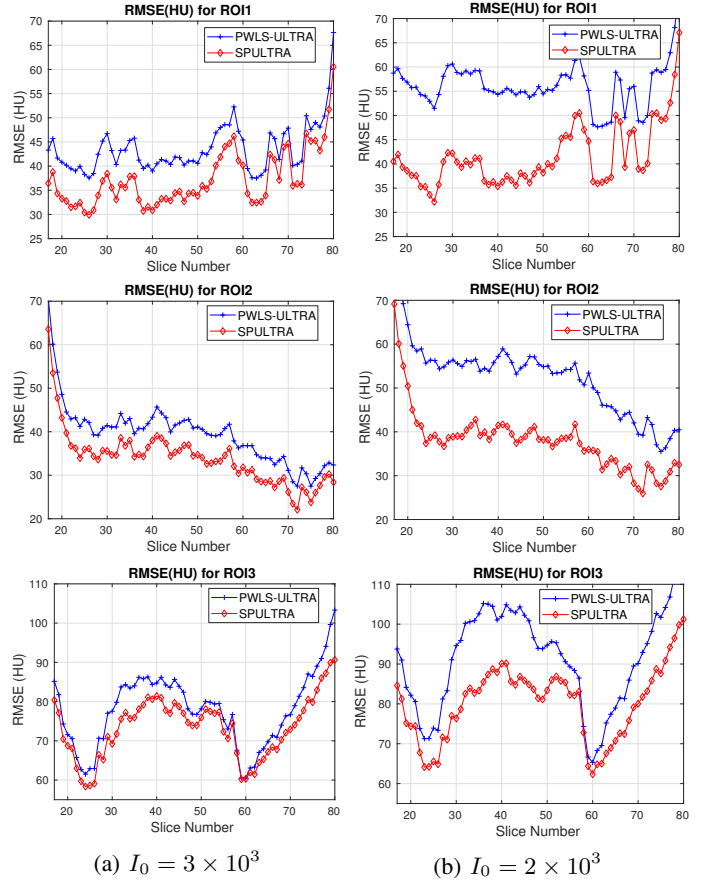 RMSE(HU) for ROI1
70
65
60
55
50
45
40
35
30
25
RMSE (HU)
PWLS-ULTRA
SPULTRA
20 30 40 50 60 70 80
Slice Number
RMSE(HU) for ROI1
70
65
60
55
50
45
40
35
30
25
RMSE (HU)
PWLS-ULTRA
SPULTRA
20 30 40 50 60 70 80
Slice Number
RMSE(HU) for ROI2
70
60
50
40
30
20
RMSE (HU)
PWLS-ULTRA
SPULTRA
20 30 40 50 60 70 80
Slice Number
RMSE(HU) for ROI2
70
60
50
40
30
20
RMSE (HU)
PWLS-ULTRA
SPULTRA
20 30 40 50 60 70 80
Slice Number
RMSE(HU) for ROI3
110
100
90
80
70
60
RMSE (HU)
PWLS-ULTRA
SPULTRA
20 30 40 50 60 70 80
Slice Number
RMSE(HU) for ROI3
110
100
90
80
70
60
RMSE (HU)
PWLS-ULTRA
SPULTRA
20 30 40 50 60 70 80
Slice Number
(a) I₀ = 3 × 10³
(b) I₀ = 2 × 10³